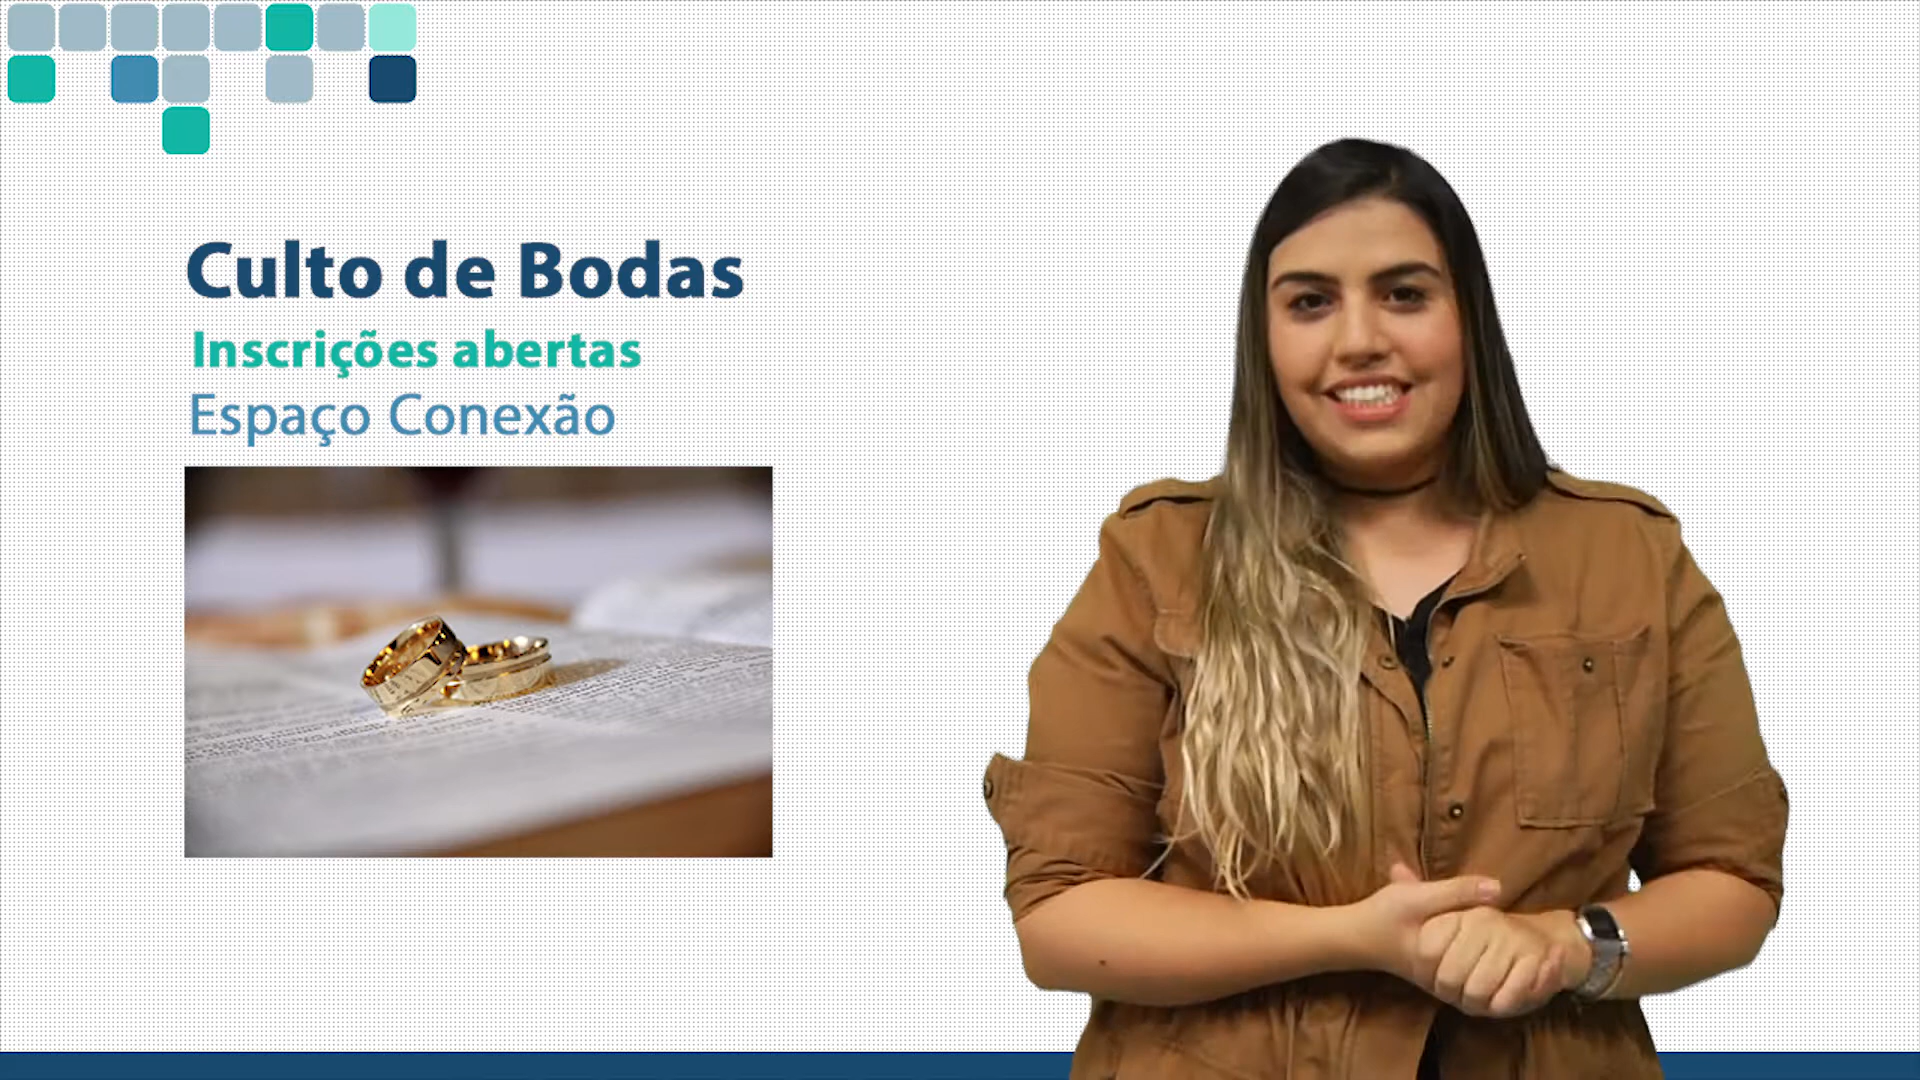 Culto de Bodas
Inscrições abertas
Espaço Conexão